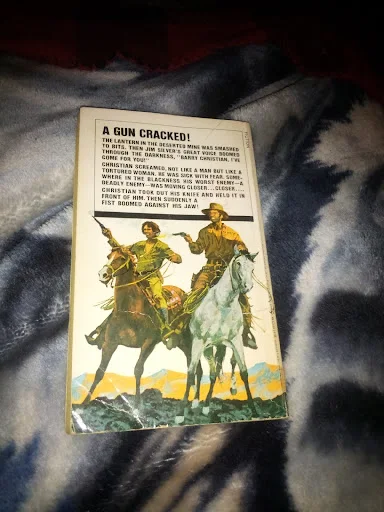 A GUN CRACKED!
THE LANTERN IN THE DESERTED MINE WAS SMASHED
TO BITS. THEN JIM SILVER'S GREAT VOICE BOOMED
THROUGH THE DARKNESS, "BARRY CHRISTIAN, I'VE
COME FOR YOU!"
CHRISTIAN SCREAMED, NOT LIKE A MAN BUT LIKE A
TORTURED WOMAN. HE WAS SICK WITH FEAR. SOME-
WHERE IN THE BLACKNESS HIS WORST ENEMY—A
DEADLY ENEMY—WAS MOVING CLOSER...CLOSER...
CHRISTIAN TOOK OUT HIS KNIFE AND HELD IT IN
FRONT OF HIM. THEN SUDDENLY A
FIST BOOMED AGAINST HIS JAW!